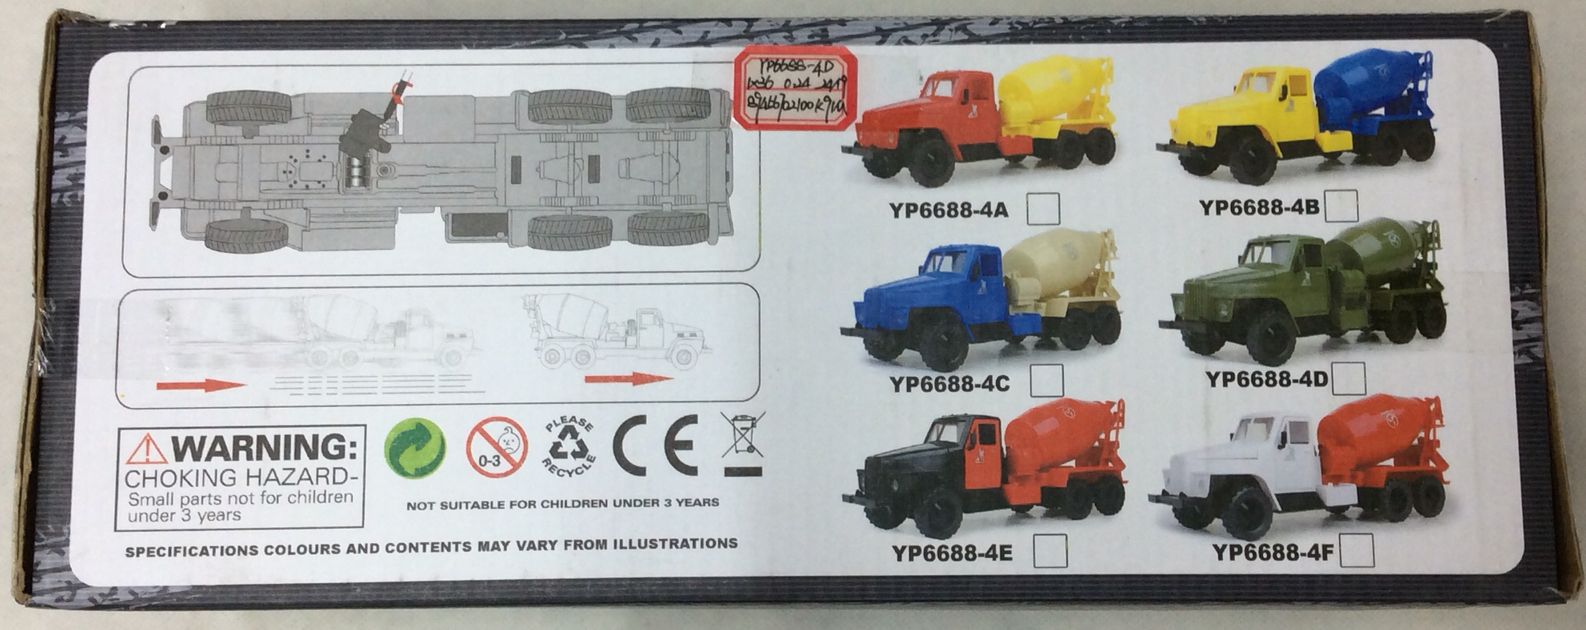 YP6688-4D
YP6688-4A
YP6688-4B
YP6688-4C
YP6688-4D
YP6688-4E
YP6688-4F
WARNING:
CHOKING HAZARD-
Small parts not for children
under 3 years
0-3
PLEASE
RECYCLE
CE
NOT SUITABLE FOR CHILDREN UNDER 3 YEARS
SPECIFICATIONS COLOURS AND CONTENTS MAY VARY FROM ILLUSTRATIONS